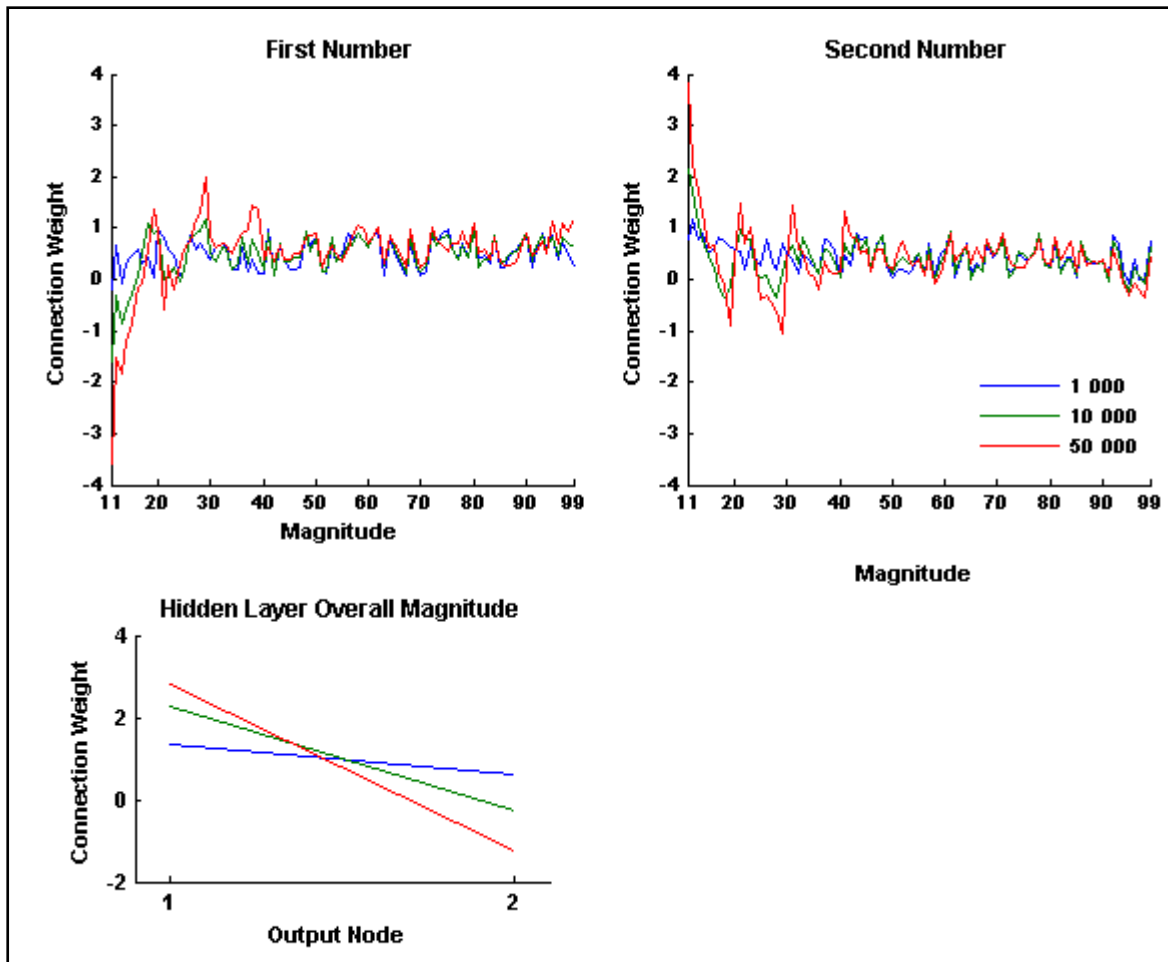 First Number
4
3
2
1
0
-1
-2
-3
-4
Connection Weight
11 20 30 40 50 60 70 80 90 99
Magnitude
Second Number
4
3
2
1
0
-1
-2
-3
-4
Connection Weight
1 000
10 000
50 000
11 20 30 40 50 60 70 80 90 99
Magnitude
Hidden Layer Overall Magnitude
4
2
0
-2
Connection Weight
1 2
Output Node